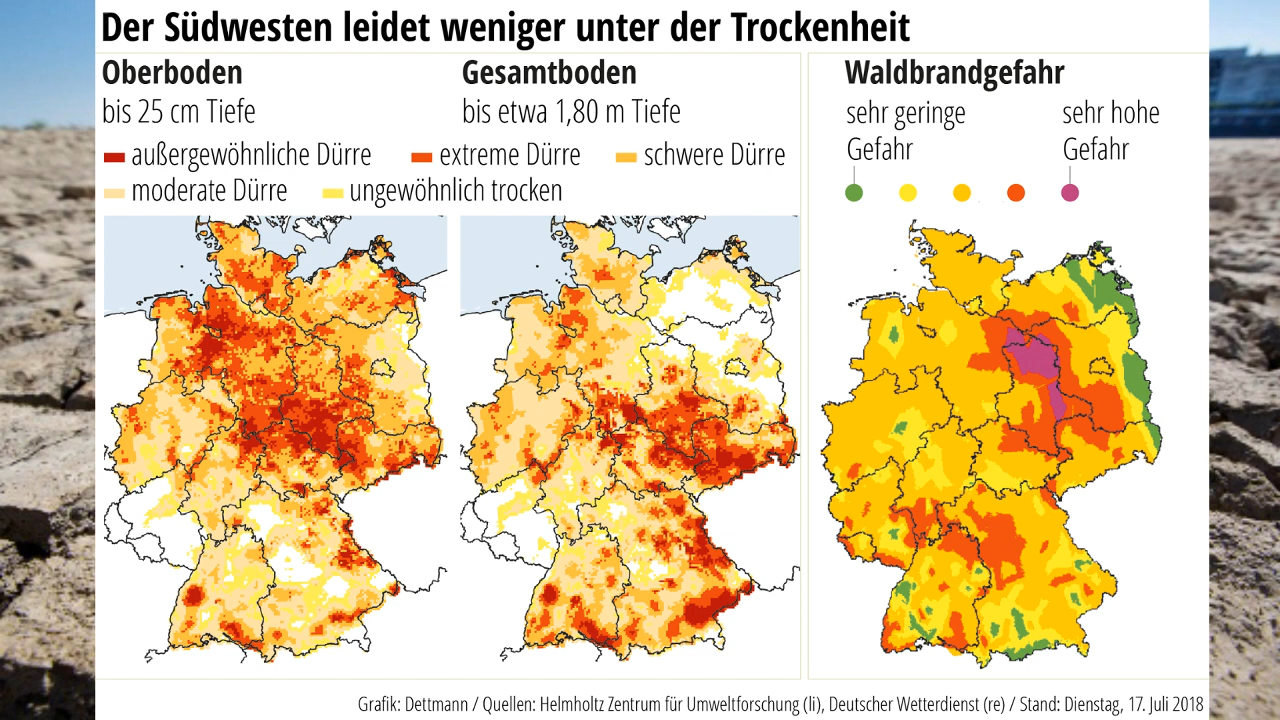 Der Südwesten leidet weniger unter der Trockenheit
Oberboden
bis 25 cm Tiefe
Gesamtboden
bis etwa 1,80 m Tiefe
außergewöhnliche Dürre
extreme Dürre
schwere Dürre
moderate Dürre
ungewöhnlich trocken
Waldbrandgefahr
sehr geringe
Gefahr
sehr hohe
Gefahr
Grafik: Dettmann / Quellen: Helmholtz Zentrum für Umweltforschung (li), Deutscher Wetterdienst (re) / Stand: Dienstag, 17. Juli 2018